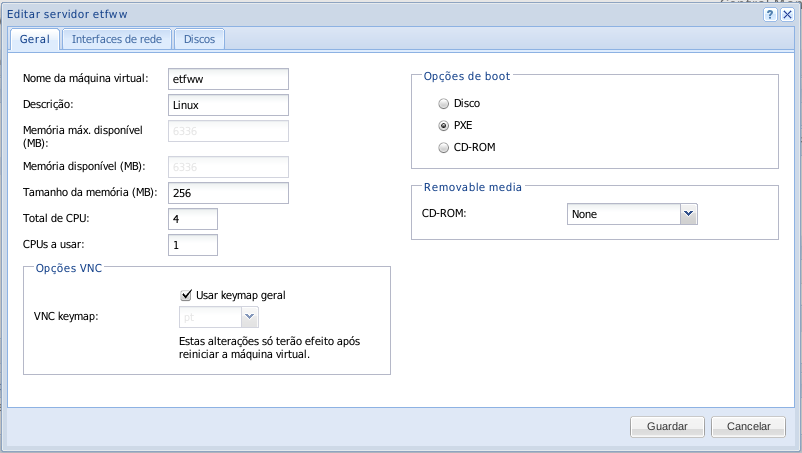 Editar servidor etfww
Geral
Interfaces de rede
Discos
Nome da máquina virtual: etfww
Descrição: Linux
Memória máx. disponível
(MB): 6336
Memória disponível (MB): 6336
Tamanho da memória (MB): 256
Total de CPU: 4
CPUs a usar: 1
Opções VNC
Usar keymap geral
VNC keymap: pt
Estas alterações só terão efeito após
reiniciar a máquina virtual.
Opções de boot
Disco
PXE
CD-ROM
Removable media
CD-ROM: None
Guardar
Cancelar